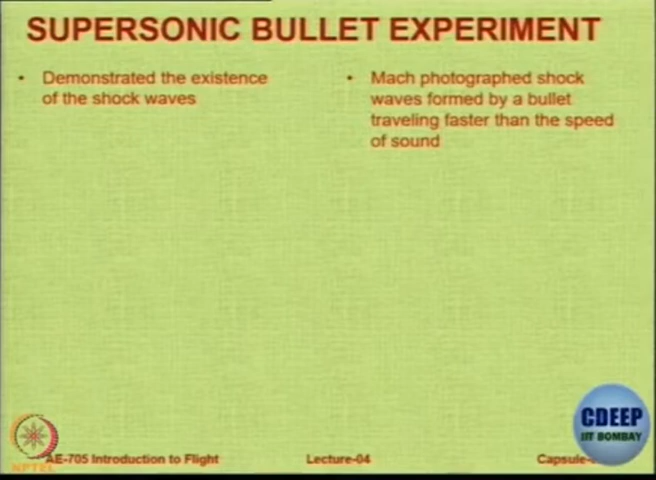 SUPERSONIC BULLET EXPERIMENT
• Demonstrated the existence
of the shock waves
• Mach photographed shock
waves formed by a bullet
traveling faster than the speed
of sound
CDEEP
IIT BOMBAY
NPTEL
AE-705 Introduction to Flight
Lecture-04
Capsule-